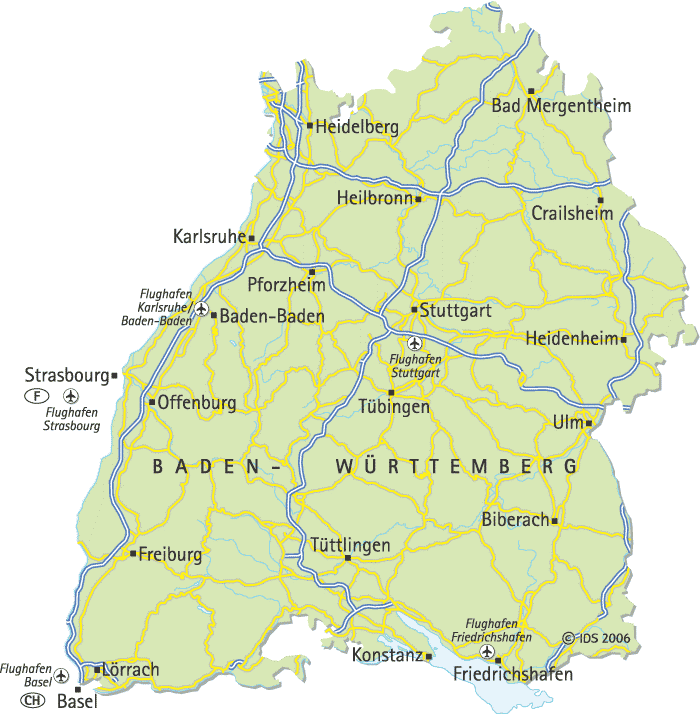 Bad Mergentheim
Heidelberg
Heilbronn
Crailsheim
Karlsruhe
Pforzheim
Flughafen
Karlsruhe/
Baden-Baden
Baden-Baden
Stuttgart
Heidenheim
Flughafen
Stuttgart
Strasbourg
F
Flughafen
Strasbourg
Offenburg
Tübingen
Ulm
BADEN-WÜRTTEMBERG
Biberach
Tüttlingen
Freiburg
Flughafen
Friedrichshafen
© IDS 2006
Konstanz
Friedrichshafen
Flughafen
Basel
Lörrach
CH
Basel